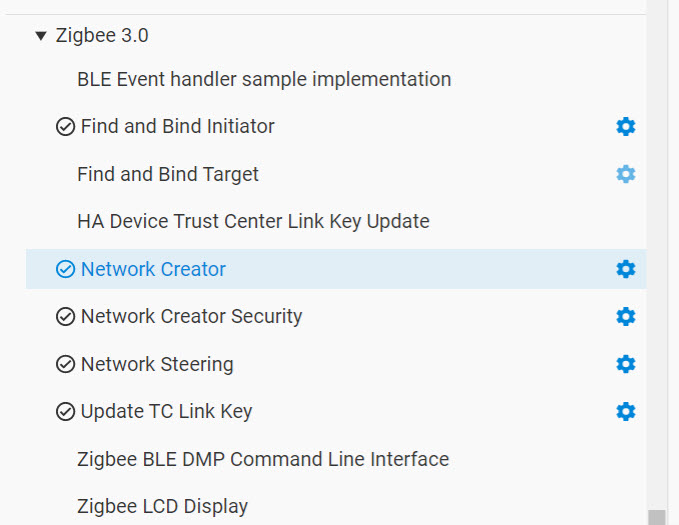 Zigbee 3.0
BLE Event handler sample implementation
Find and Bind Initiator
Find and Bind Target
HA Device Trust Center Link Key Update
Network Creator
Network Creator Security
Network Steering
Update TC Link Key
Zigbee BLE DMP Command Line Interface
Zigbee LCD Display